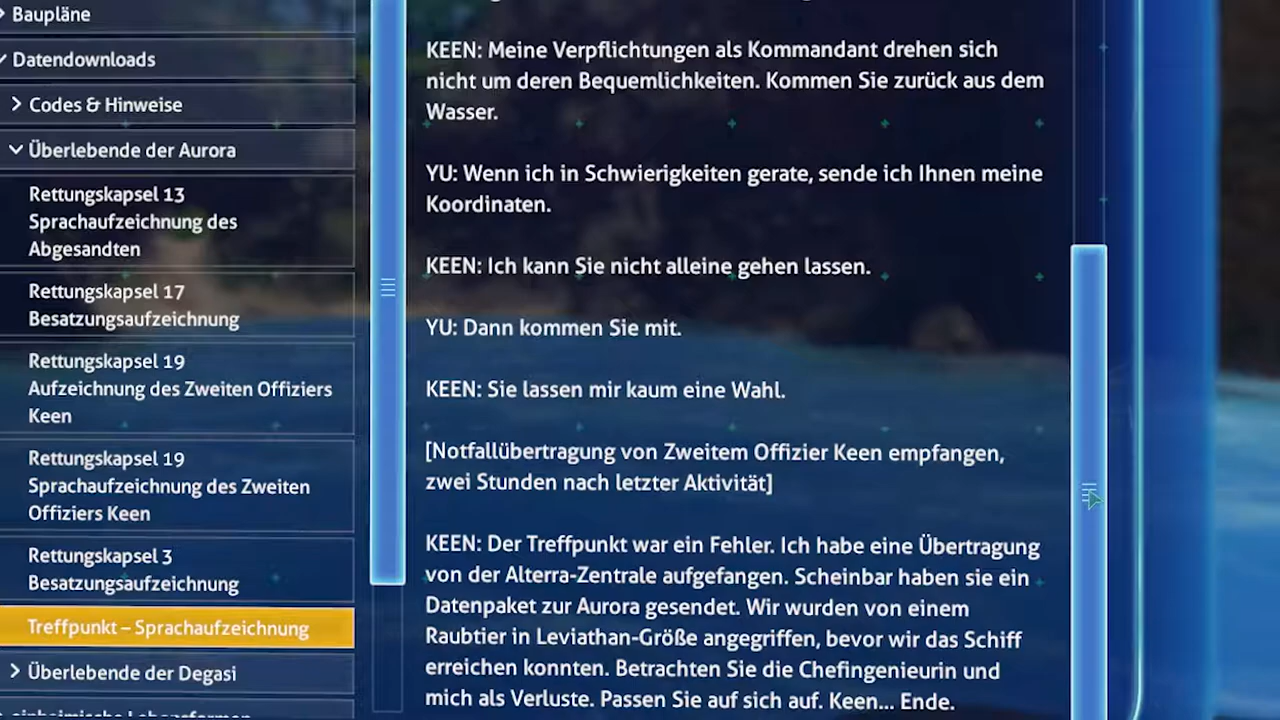 Baupläne
Datendownloads
Codes & Hinweise
Überlebende der Aurora
Rettungskapsel 13
Sprachaufzeichnung des
Abgesandten
Rettungskapsel 17
Besatzungsaufzeichnung
Rettungskapsel 19
Aufzeichnung des Zweiten Offiziers
Keen
Rettungskapsel 19
Sprachaufzeichnung des Zweiten
Offiziers Keen
Rettungskapsel 3
Besatzungsaufzeichnung
Treffpunkt – Sprachaufzeichnung
Überlebende der Degasi
einheimische Lebensformen
KEEN: Meine Verpflichtungen als Kommandant drehen sich
nicht um deren Bequemlichkeiten. Kommen Sie zurück aus dem
Wasser.
YU: Wenn ich in Schwierigkeiten gerate, sende ich Ihnen meine
Koordinaten.
KEEN: Ich kann Sie nicht alleine gehen lassen.
YU: Dann kommen Sie mit.
KEEN: Sie lassen mir kaum eine Wahl.
[Notfallübertragung von Zweitem Offizier Keen empfangen,
zwei Stunden nach letzter Aktivität]
KEEN: Der Treffpunkt war ein Fehler. Ich habe eine Übertragung
von der Alterra-Zentrale aufgefangen. Scheinbar haben sie ein
Datenpaket zur Aurora gesendet. Wir wurden von einem
Raubtier in Leviathan-Größe angegriffen, bevor wir das Schiff
erreichen konnten. Betrachten Sie die Chefingenieurin und
mich als Verluste. Passen Sie auf sich auf. Keen... Ende.